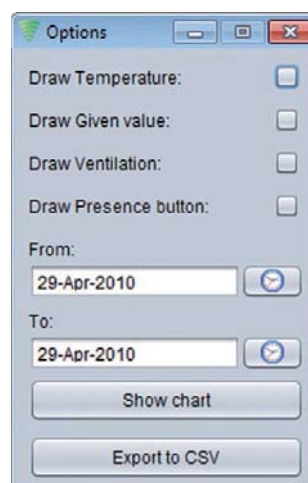 Options
Draw Temperature:
Draw Given value:
Draw Ventilation:
Draw Presence button:
From:
29-Apr-2010
To:
29-Apr-2010
Show chart
Export to CSV